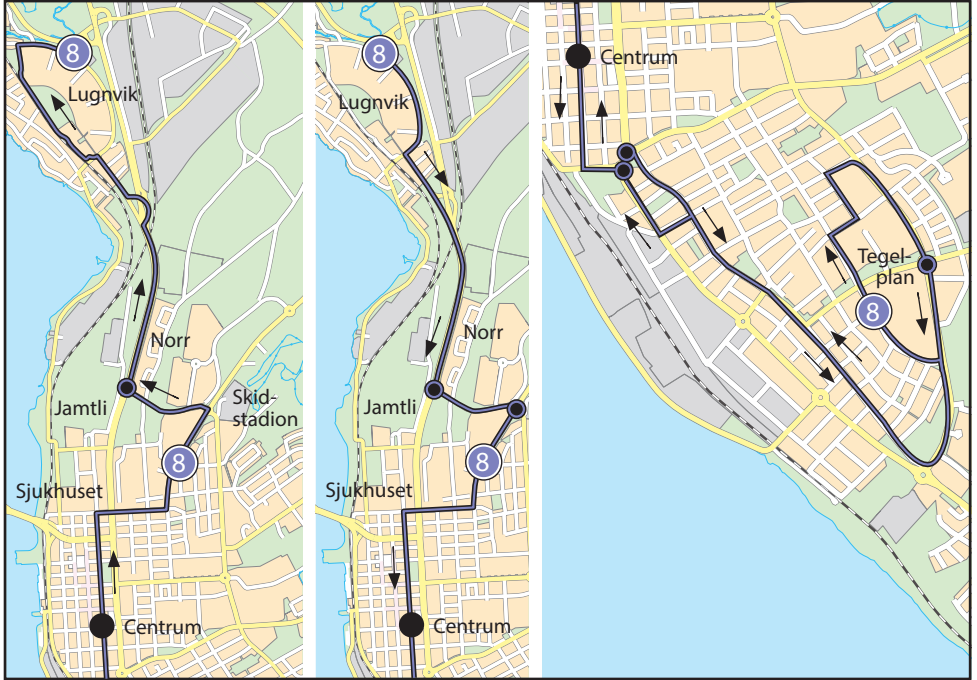 8
Lugnvik
Norr
Jamtli
Skid-
stadion
8
Sjukhuset
Centrum
8
Lugnvik
Norr
Jamtli
8
Sjukhuset
Centrum
Centrum
Tegel-
plan
8